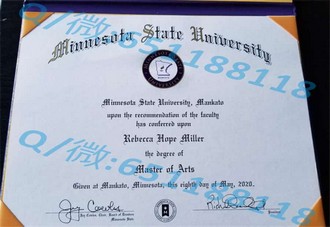 Minnesota State University
Minnesota State University, Mankato
upon the recommendation of the faculty
has conferred upon
Rebecca Hope Miller
the degree of
Master of Arts
Given at Mankato, Minnesota, this eighth day of May, 2020.
Q/微:651188118
Q/微:651188118